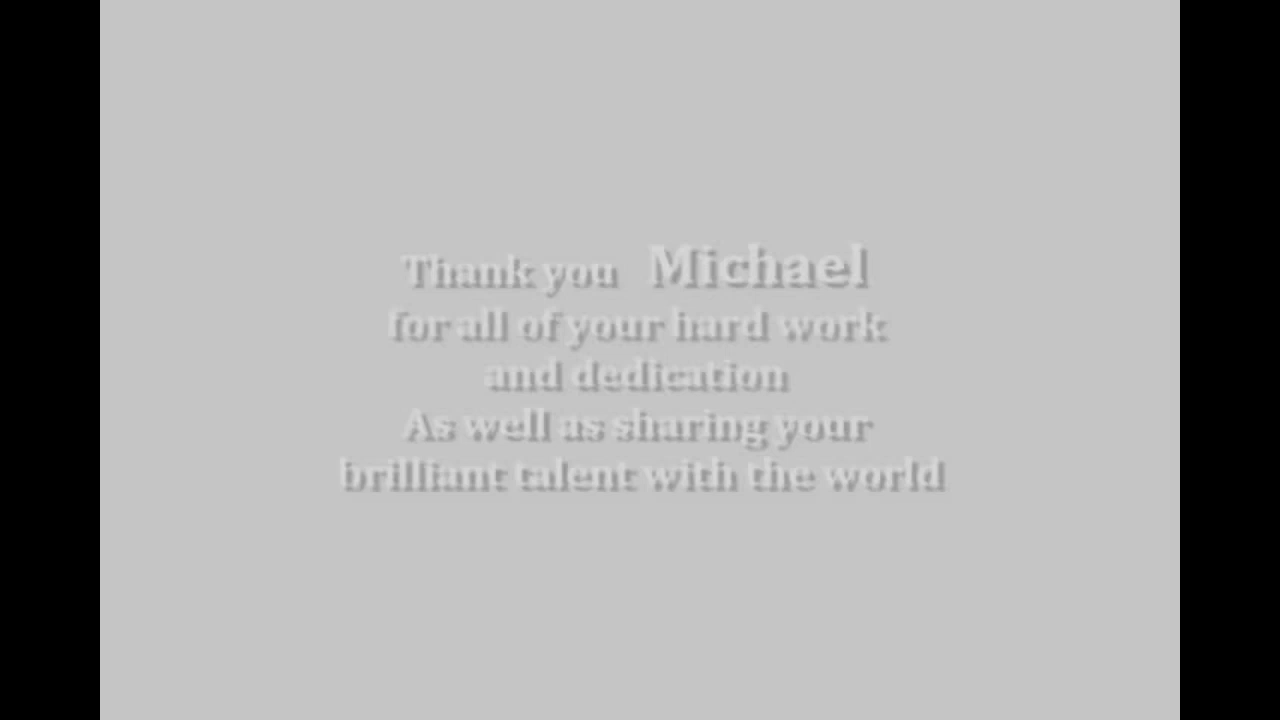 Thank you Michael
for all of your hard work
and dedication
As well as sharing your
brilliant talent with the world